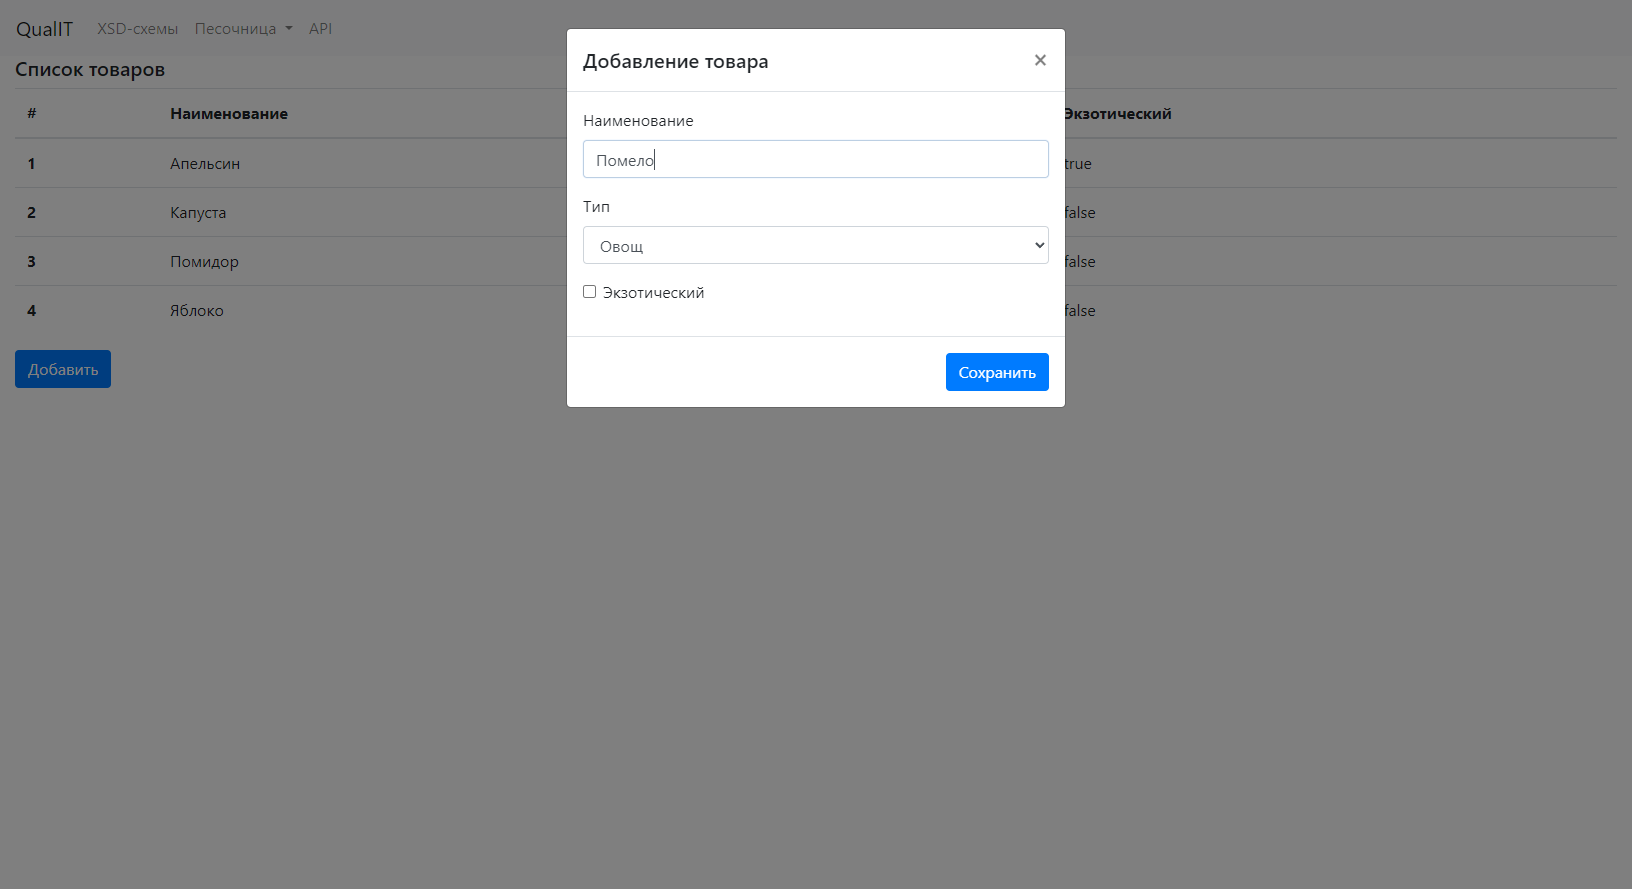 QualIT XSD-схемы Песочница API
Список товаров
# Наименование Экзотический
1 Апельсин true
2 Капуста false
3 Помидор false
4 Яблоко false
Добавить
Добавление товара ×
Наименование
Помело
Тип
Овощ
Экзотический
Сохранить